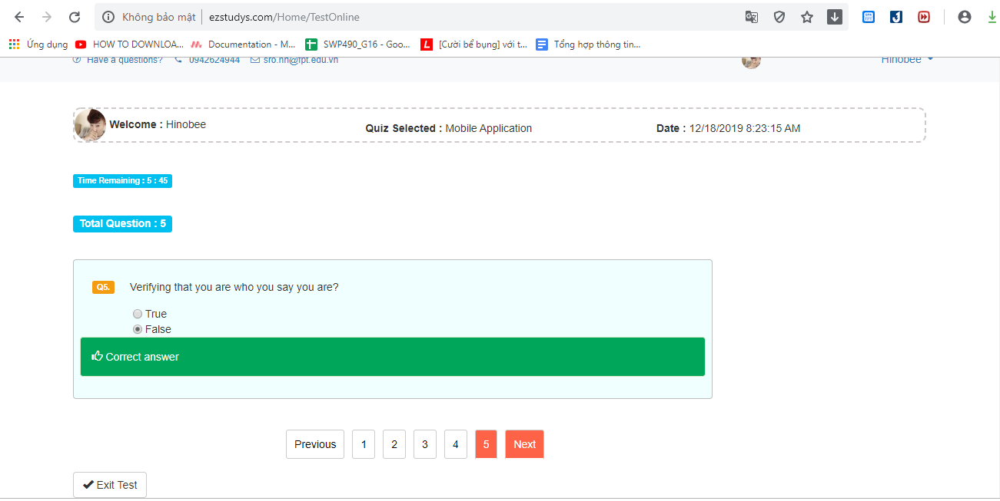 Không bảo mật ezstudys.com/Home/TestOnline
Ứng dụng HOW TO DOWNLOA... Documentation - M... SWP490_G16 - Goo... L [Cười bể bụng] với t... Tổng hợp thông tin...
Have a questions? 0942624944 sro.hn@fpt.edu.vn Hinobee
Welcome : Hinobee
Quiz Selected : Mobile Application
Date : 12/18/2019 8:23:15 AM
Time Remaining : 5 : 45
Total Question : 5
Q5. Verifying that you are who you say you are?
True
False
Correct answer
Previous 1 2 3 4 5 Next
Exit Test